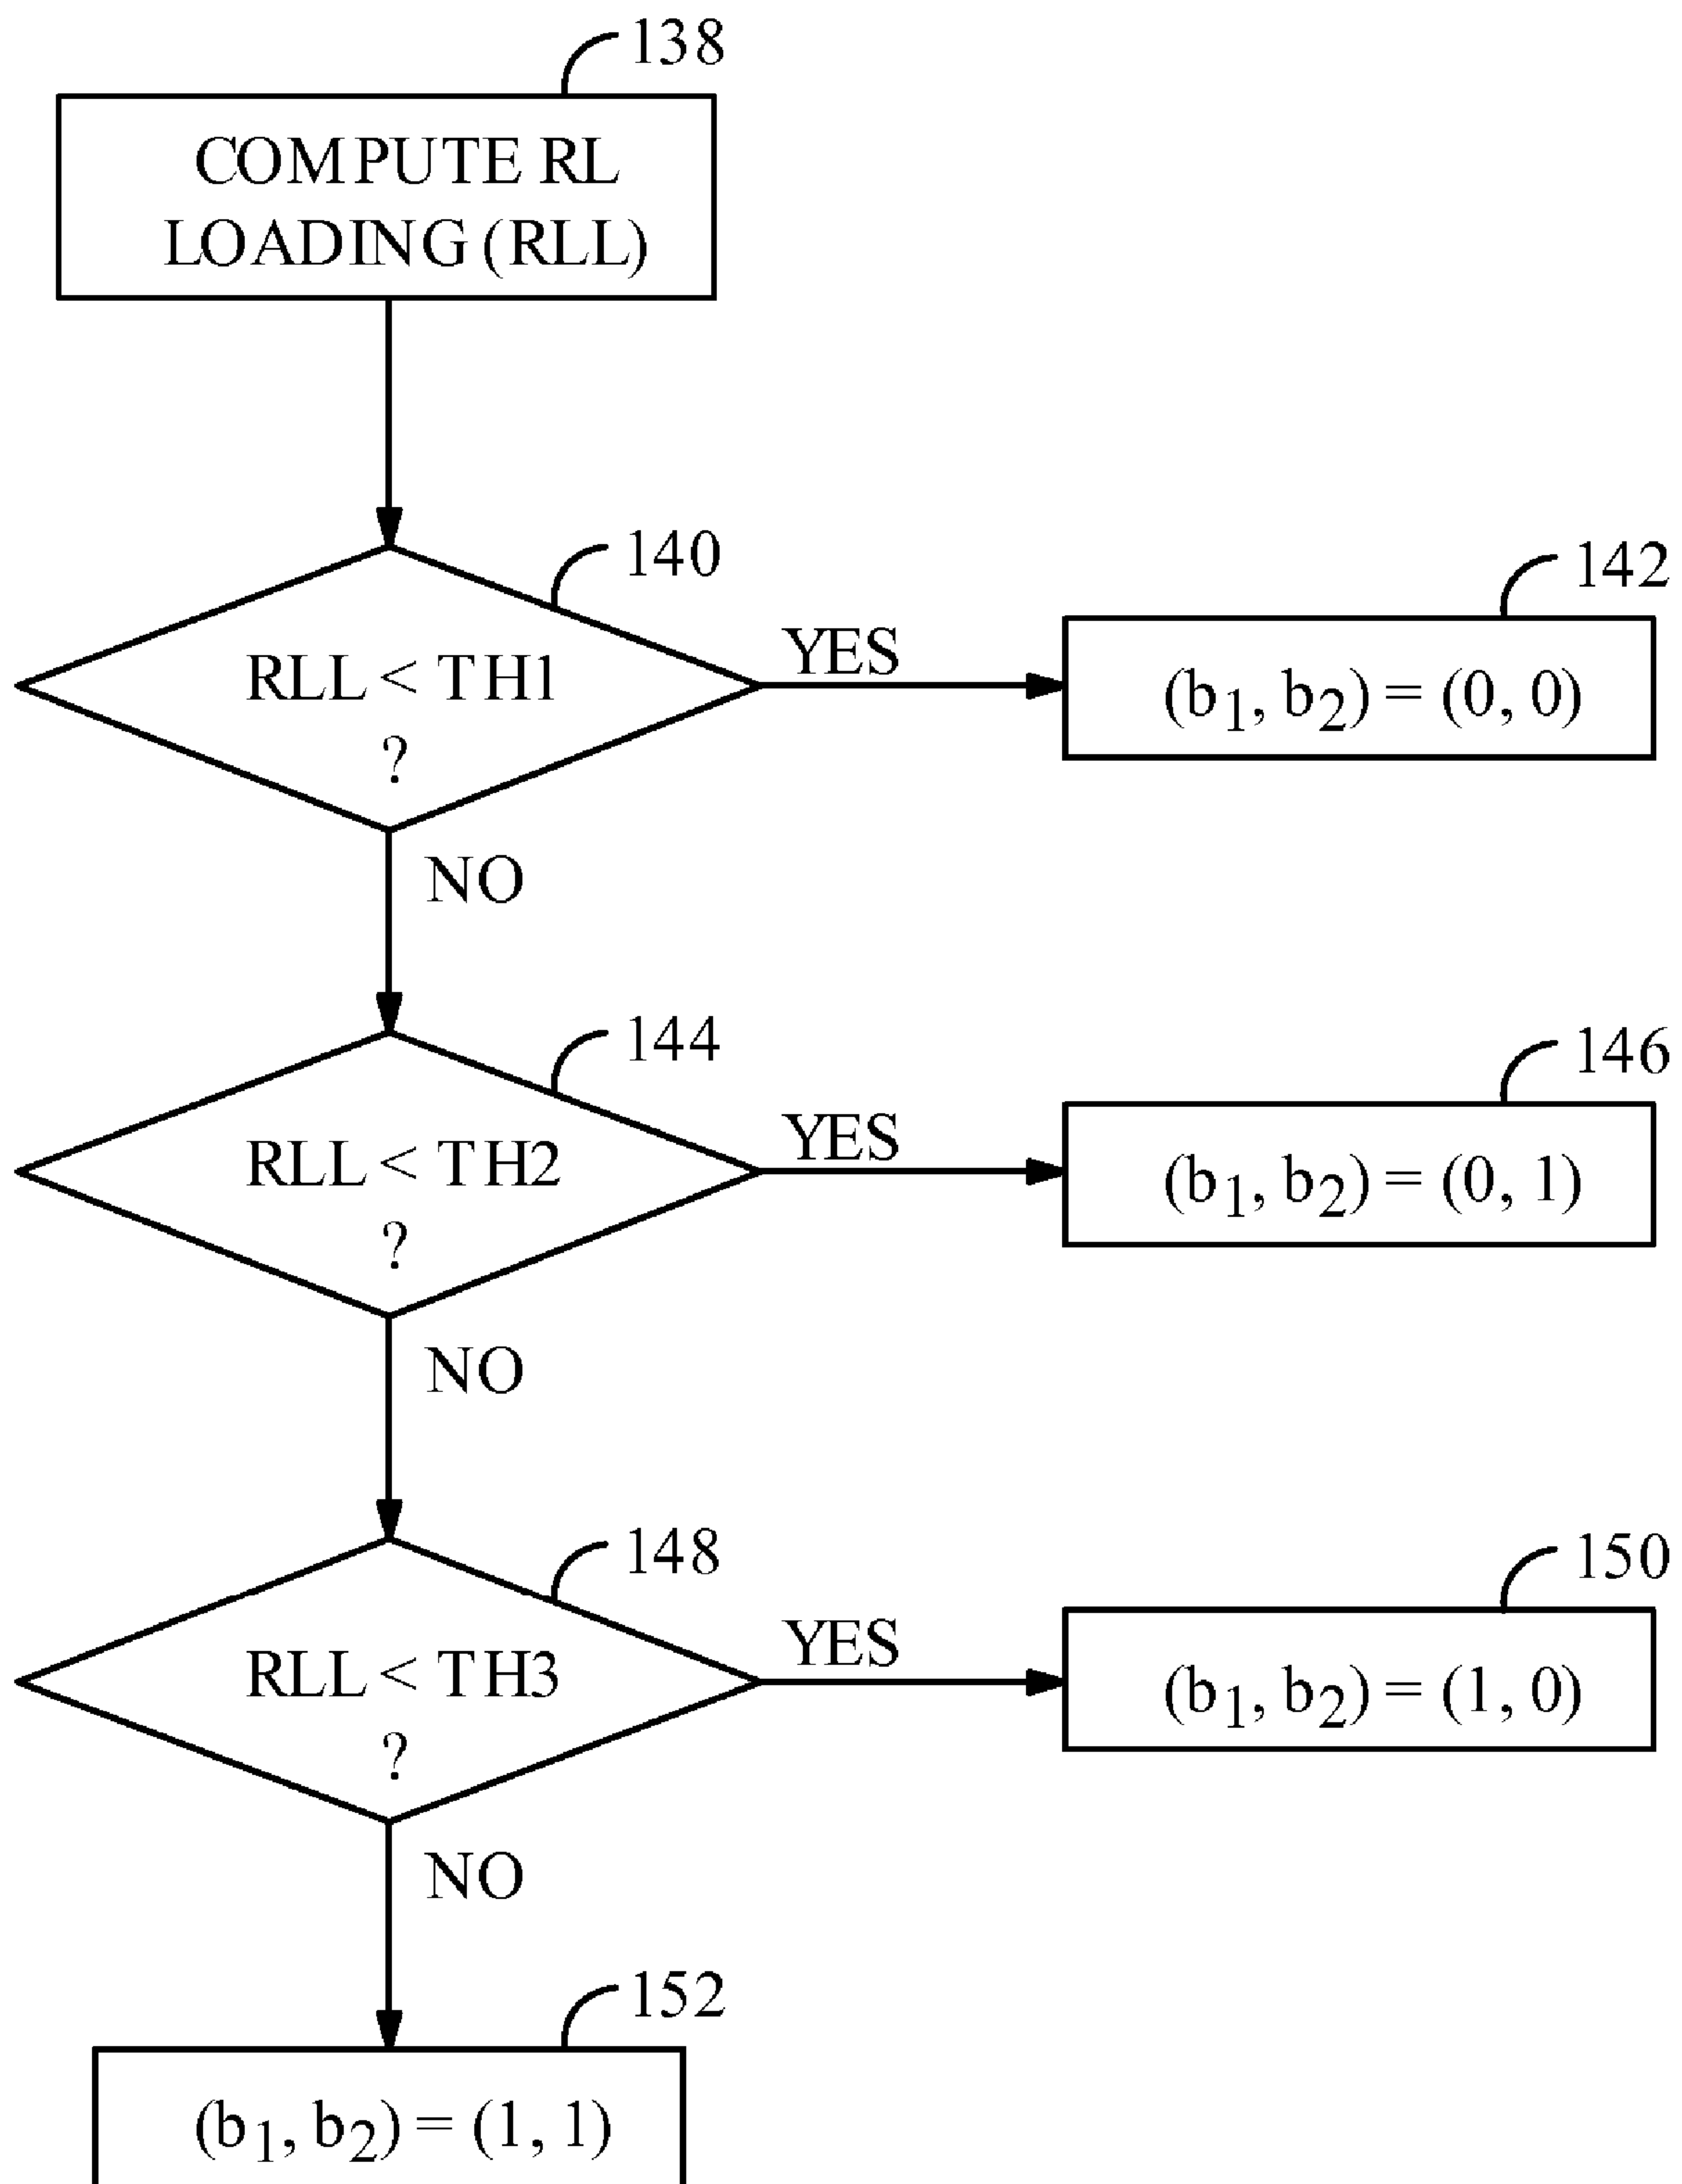 138
COMPUTE RL
LOADING (RLL)
140
RLL < TH1
?
YES
142
(b1, b2) = (0, 0)
NO
144
RLL < TH2
?
YES
146
(b1, b2) = (0, 1)
NO
148
RLL < TH3
?
YES
150
(b1, b2) = (1, 0)
NO
152
(b1, b2) = (1, 1)